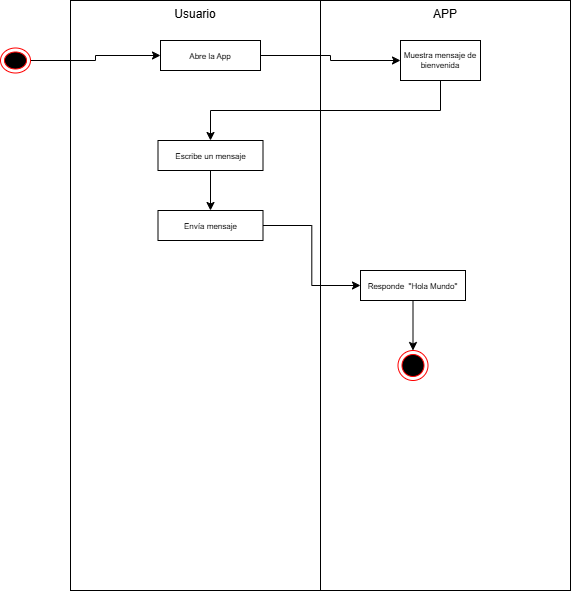 Usuario
APP
Abre la App
Muestra mensaje de
bienvenida
Escribe un mensaje
Envía mensaje
Responde "Hola Mundo"